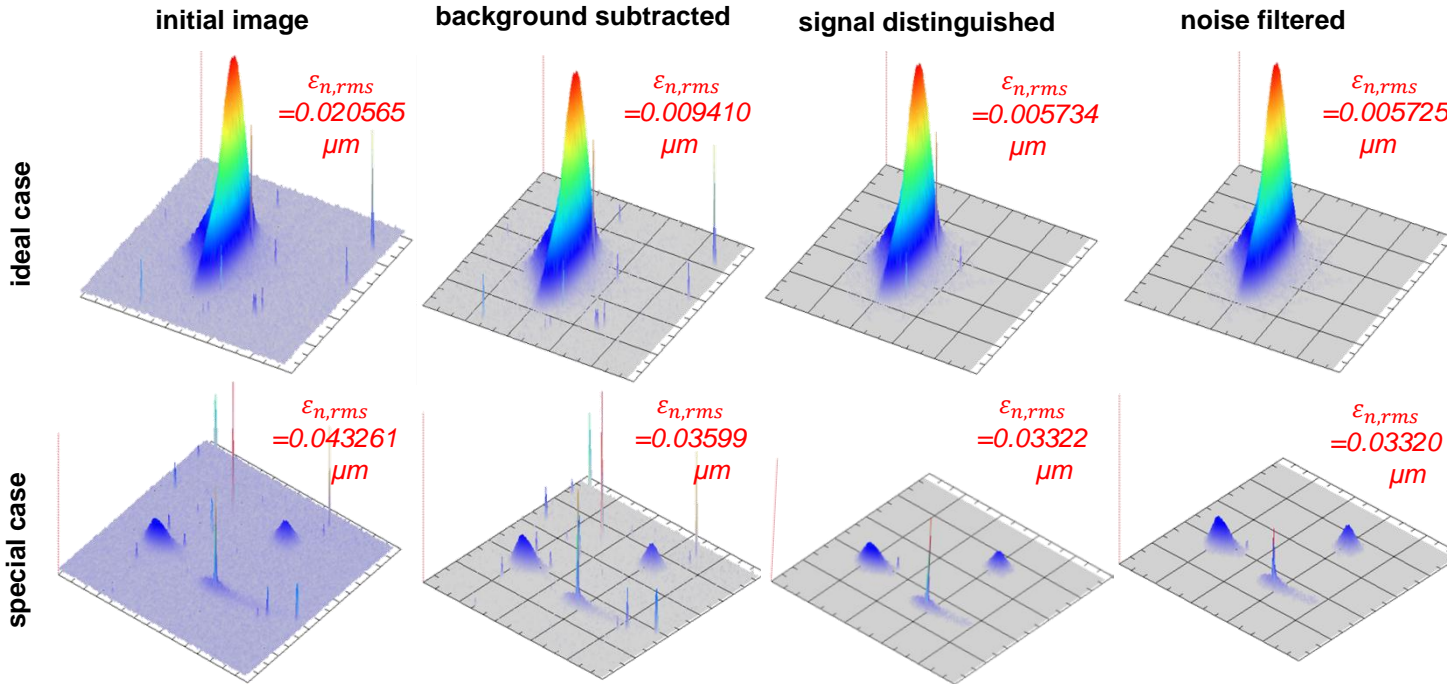 initial image
background subtracted
signal distinguished
noise filtered
ideal case
εn,rms
=0.020565
μm
εn,rms
=0.009410
μm
εn,rms
=0.005734
μm
εn,rms
=0.005725
μm
special case
εn,rms
=0.043261
μm
εn,rms
=0.03599
μm
εn,rms
=0.03322
μm
εn,rms
=0.03320
μm